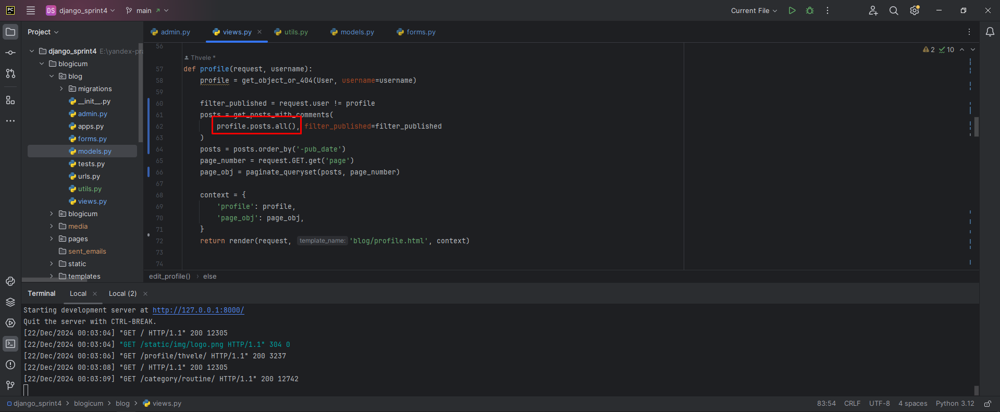 PC DS django_sprint4 main Current File
Project
admin.py views.py utils.py models.py forms.py
django_sprint4 E:\yandex-pra
blogicum
blog
migrations
__init__.py
admin.py
apps.py
forms.py
models.py
tests.py
urls.py
utils.py
views.py
blogicum
media
pages
sent_emails
static
templates
56
Thvele *
2 10
57 def profile(request, username):
58 profile = get_object_or_404(User, username=username)
59
60 filter_published = request.user != profile
61 posts = get_posts_with_comments(
62 profile.posts.all(), filter_published=filter_published
63 )
64 posts = posts.order_by('-pub_date')
65 page_number = request.GET.get('page')
66 page_obj = paginate_queryset(posts, page_number)
67
68 context = {
69 'profile': profile,
70 'page_obj': page_obj,
71 }
72 return render(request, template_name: 'blog/profile.html', context)
73
74
edit_profile() › else
Terminal Local Local (2)
Starting development server at http://127.0.0.1:8000/
Quit the server with CTRL-BREAK.
[22/Dec/2024 00:03:04] "GET / HTTP/1.1" 200 12305
[22/Dec/2024 00:03:04] "GET /static/img/logo.png HTTP/1.1" 304 0
[22/Dec/2024 00:03:06] "GET /profile/thvele/ HTTP/1.1" 200 3237
[22/Dec/2024 00:03:08] "GET / HTTP/1.1" 200 12305
[22/Dec/2024 00:03:09] "GET /category/routine/ HTTP/1.1" 200 12742
django_sprint4 › blogicum › blog › views.py 83:54 CRLF UTF-8 4 spaces Python 3.12